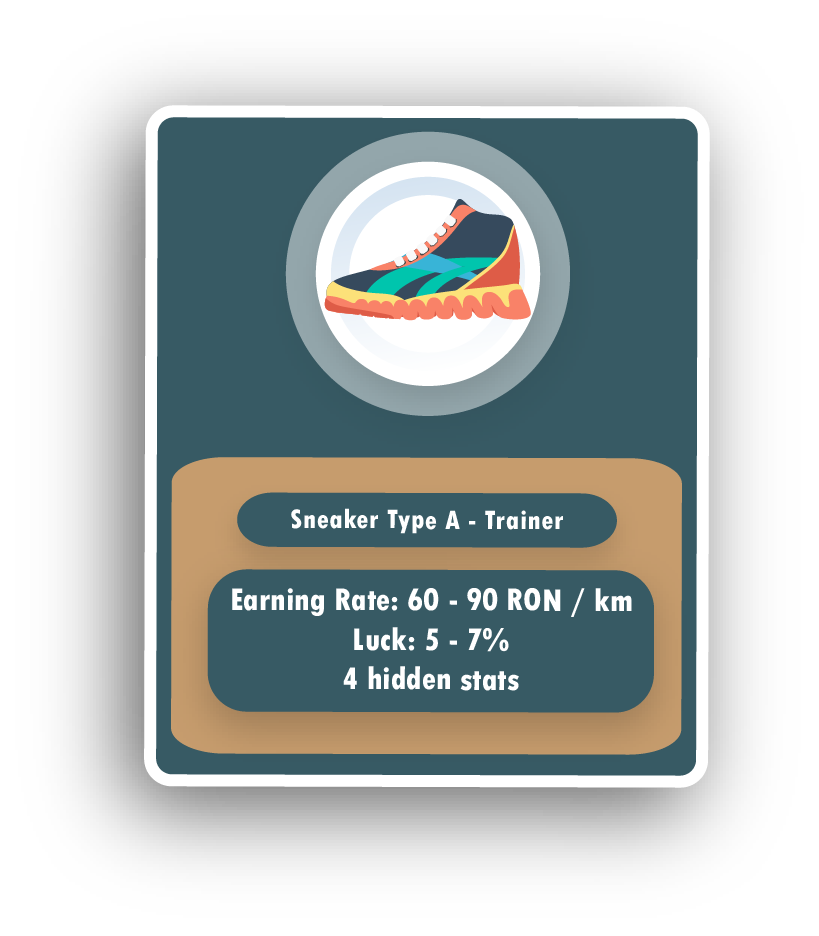 Sneaker Type A - Trainer
Earning Rate: 60 - 90 RON / km
Luck: 5 - 7%
4 hidden stats